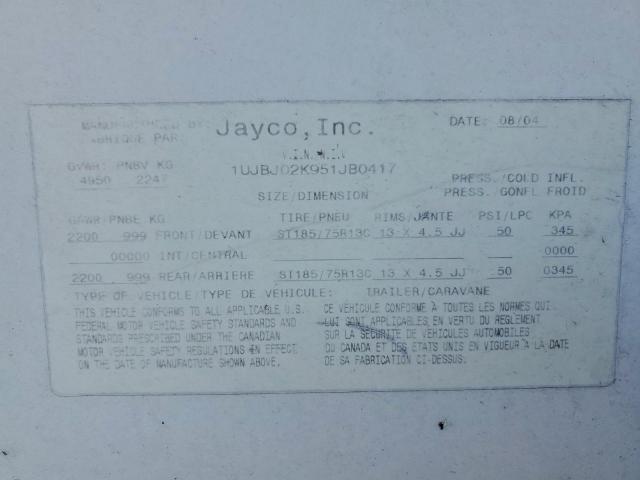 MANUFACTURED BY: Jayco, Inc. DATE: 08/04
FABRIQUE PAR:
V.I.N./N.I.V
GVWR/PNBV KG 1UJBJ02K951JB0417 PRESS./COLD INFL.
4950 2247 SIZE/DIMENSION PRESS. GONFL FROID
GAWR/PNBE KG TIRE/PNEU RIMS/JANTE PSI/LPC KPA
2200 999 FRONT/DEVANT ST185/75R13C 13 X 4.5 JJ 50 345
00000 INT/CENTRAL 0000
2200 999 REAR/ARRIERE ST185/75R13C 13 X 4.5 JJ 50 0345
TYPE OF VEHICLE/TYPE DE VEHICULE: TRAILER/CARAVANE
THIS VEHICLE CONFORMS TO ALL APPLICABLE U.S.
FEDERAL MOTOR VEHICLE SAFETY STANDARDS AND
STANDARDS PRESCRIBED UNDER THE CANADIAN
MOTOR VEHICLE SAFETY REGULATIONS IN EFFECT
ON THE DATE OF MANUFACTURE SHOWN ABOVE.
CE VEHICULE CONFORME À TOUTES LES NORMES QUI
LUI SONT APPLICABLES EN VERTU DU REGLEMENT
SUR LA SECURITE DE VEHICULES AUTOMOBILES
DU CANADA ET DES ETATS UNIS EN VIGUEUR A LA DATE
DE SA FABRICATION CI-DESSUS.